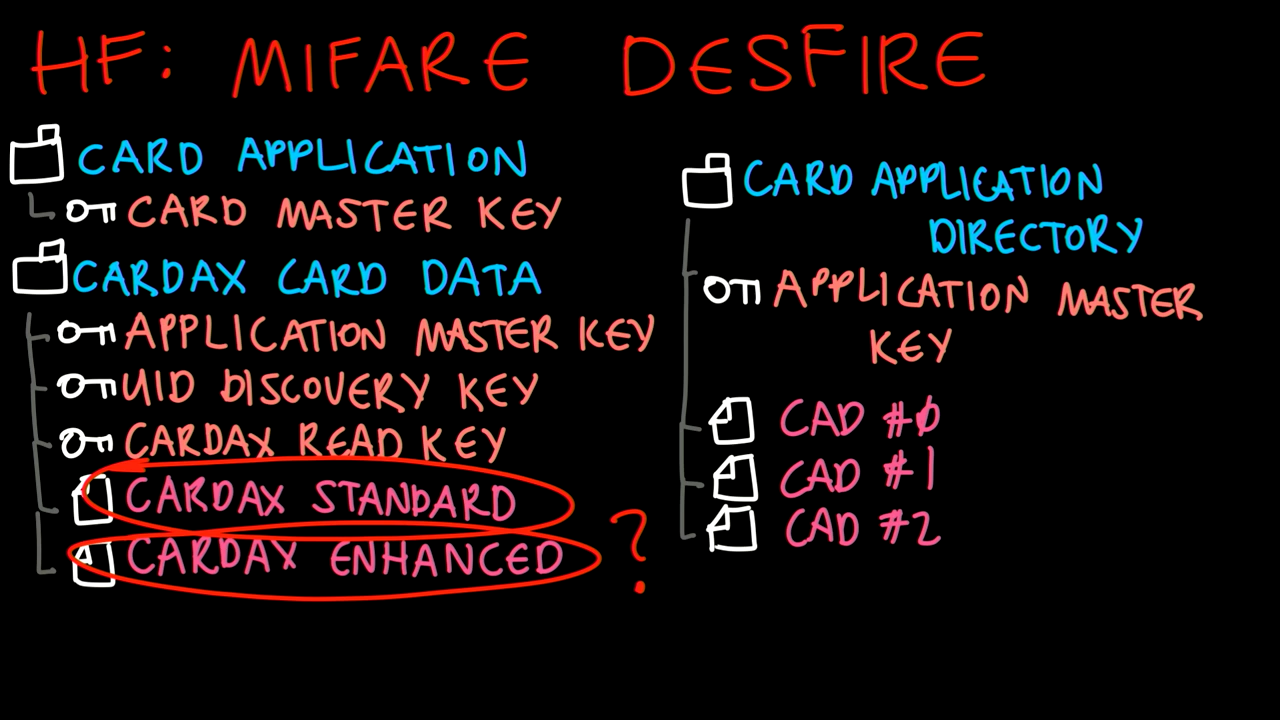 HF: MIFARE DESFIRE
CARD APPLICATION
CARD MASTER KEY
CARDAX CARD DATA
APPLICATION MASTER KEY
UID DISCOVERY KEY
CARDAX READ KEY
CARDAX STANDARD
CARDAX ENHANCED
?
CARD APPLICATION
DIRECTORY
APPLICATION MASTER
KEY
CAD #0
CAD #1
CAD #2